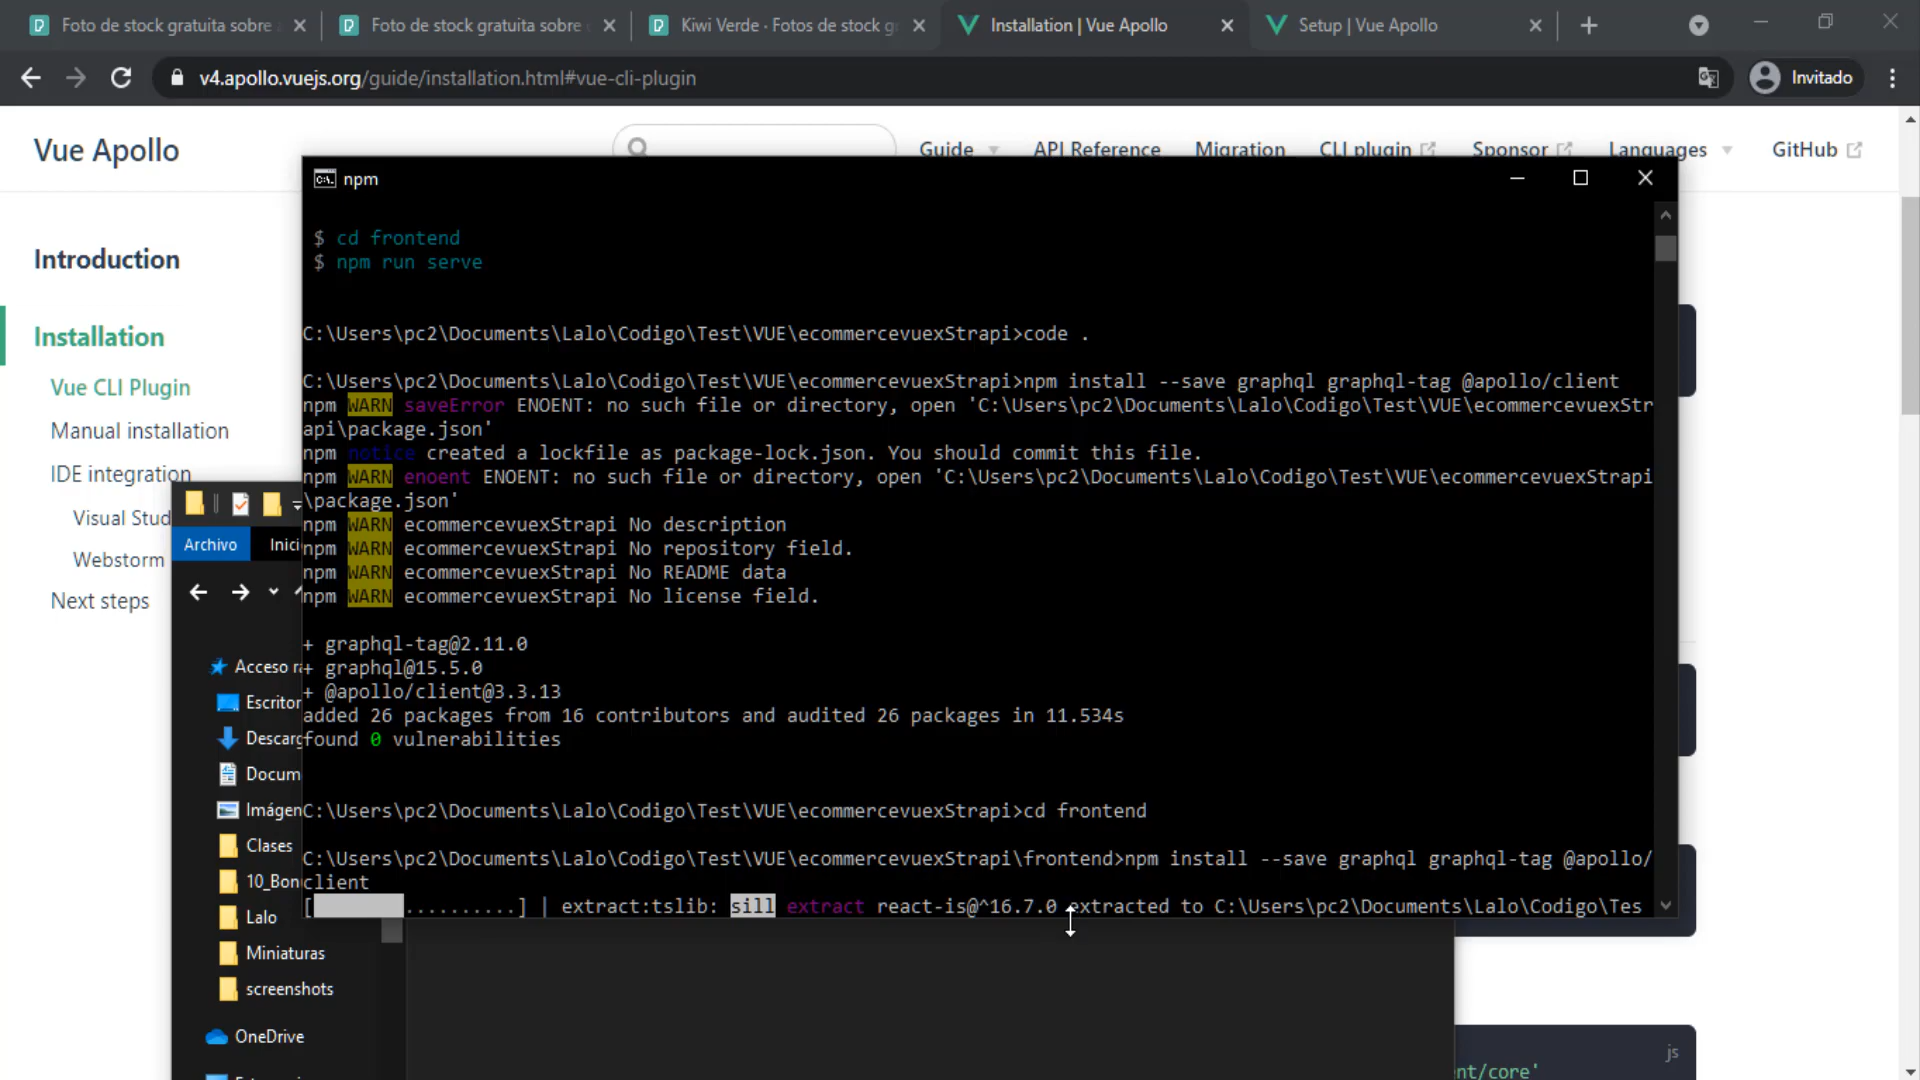 Foto de stock gratuita sobre
Foto de stock gratuita sobre
Kiwi Verde · Fotos de stock gr
Installation | Vue Apollo
Setup | Vue Apollo
v4.apollo.vuejs.org/guide/installation.html#vue-cli-plugin
Invitado
Vue Apollo
Guide
API Reference
Migration
CLI plugin
Sponsor
Languages
GitHub
Introduction
Installation
Vue CLI Plugin
Manual installation
IDE integration
Visual Stud
Webstorm
Next steps
npm
$ cd frontend
$ npm run serve
C:\Users\pc2\Documents\Lalo\Codigo\Test\VUE\ecommercevuexStrapi>code .
C:\Users\pc2\Documents\Lalo\Codigo\Test\VUE\ecommercevuexStrapi>npm install --save graphql graphql-tag @apollo/client
npm WARN saveError ENOENT: no such file or directory, open 'C:\Users\pc2\Documents\Lalo\Codigo\Test\VUE\ecommercevuexStr
api\package.json'
npm notice created a lockfile as package-lock.json. You should commit this file.
npm WARN enoent ENOENT: no such file or directory, open 'C:\Users\pc2\Documents\Lalo\Codigo\Test\VUE\ecommercevuexStrapi
\package.json'
npm WARN ecommercevuexStrapi No description
npm WARN ecommercevuexStrapi No repository field.
npm WARN ecommercevuexStrapi No README data
npm WARN ecommercevuexStrapi No license field.
+ graphql-tag@2.11.0
+ graphql@15.5.0
+ @apollo/client@3.3.13
added 26 packages from 16 contributors and audited 26 packages in 11.534s
found 0 vulnerabilities
C:\Users\pc2\Documents\Lalo\Codigo\Test\VUE\ecommercevuexStrapi>cd frontend
C:\Users\pc2\Documents\Lalo\Codigo\Test\VUE\ecommercevuexStrapi\frontend>npm install --save graphql graphql-tag @apollo/
client
[..........] | extract:tslib: sill extract react-is@^16.7.0 extracted to C:\Users\pc2\Documents\Lalo\Codigo\Tes
Archivo
Inici
Acceso ra
Escritor
Descarg
Docum
Imágen
Clases
10_Bon
Lalo
Miniaturas
screenshots
OneDrive
js
nt/core'